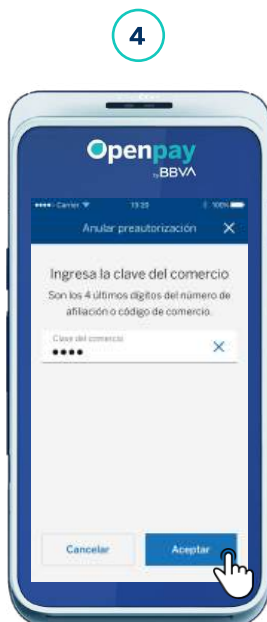 4
Openpay
by BBVA
Carrier 13:20 100%
Anular preautorización
Ingresa la clave del comercio
Son los 4 últimos dígitos del número de
afiliación o código de comercio.
Clave del comercio
••••
Cancelar Aceptar